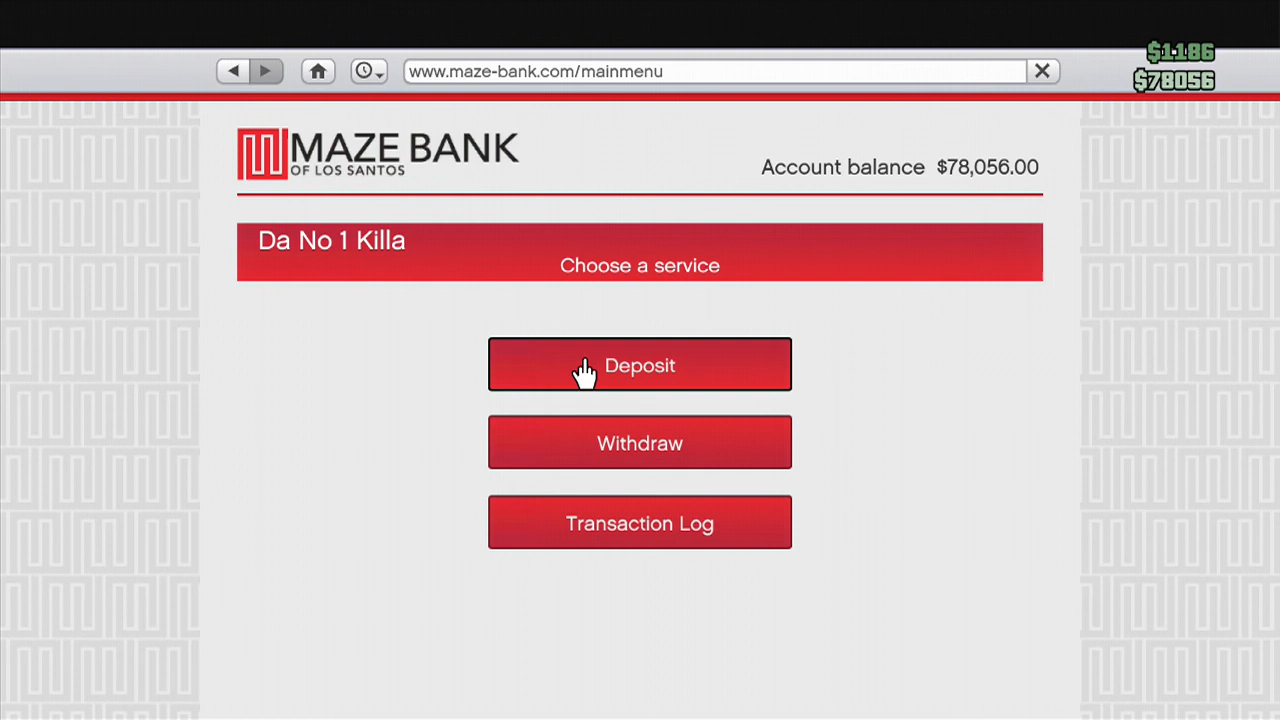 $1186
www.maze-bank.com/mainmenu
$78056
MAZE BANK
OF LOS SANTOS
Account balance $78,056.00
Da No 1 Killa
Choose a service
Deposit
Withdraw
Transaction Log